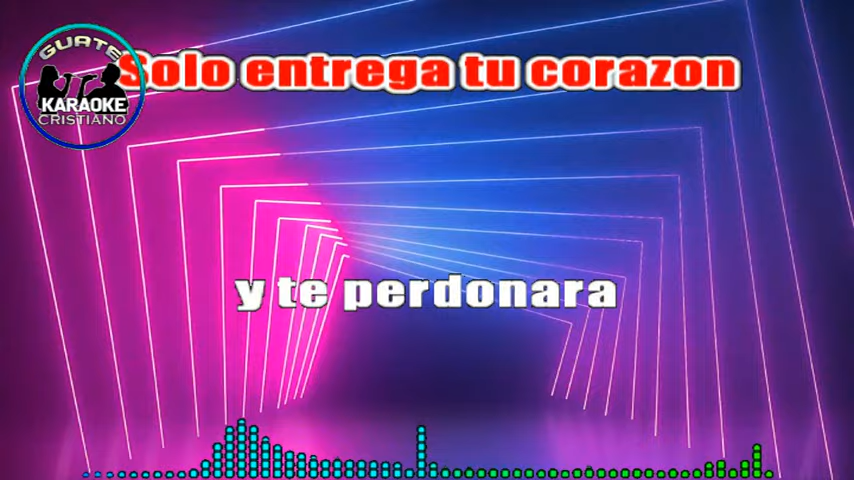 GUATE
KARAOKE
CRISTIANO
Solo entrega tu corazon
y te perdonara